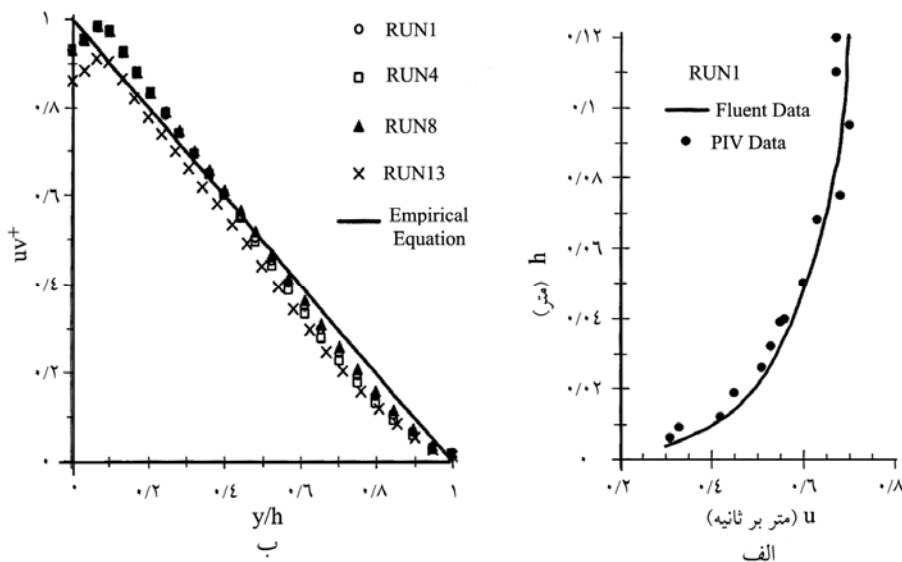 RUN1
RUN4
RUN8
RUN13
Empirical
Equation
uv+
۱
۰/۸
۰/۶
۰/۴
۰/۲
۰
۰
۰/۲
۰/۴
۰/۶
۰/۸
۱
y/h
ب
RUN1
Fluent Data
PIV Data
h (متر)
۰/۱۲
۰/۱
۰/۰۸
۰/۰۶
۰/۰۴
۰/۰۲
۰
۰/۲
۰/۴
۰/۶
۰/۸
u (متر بر ثانیه)
الف